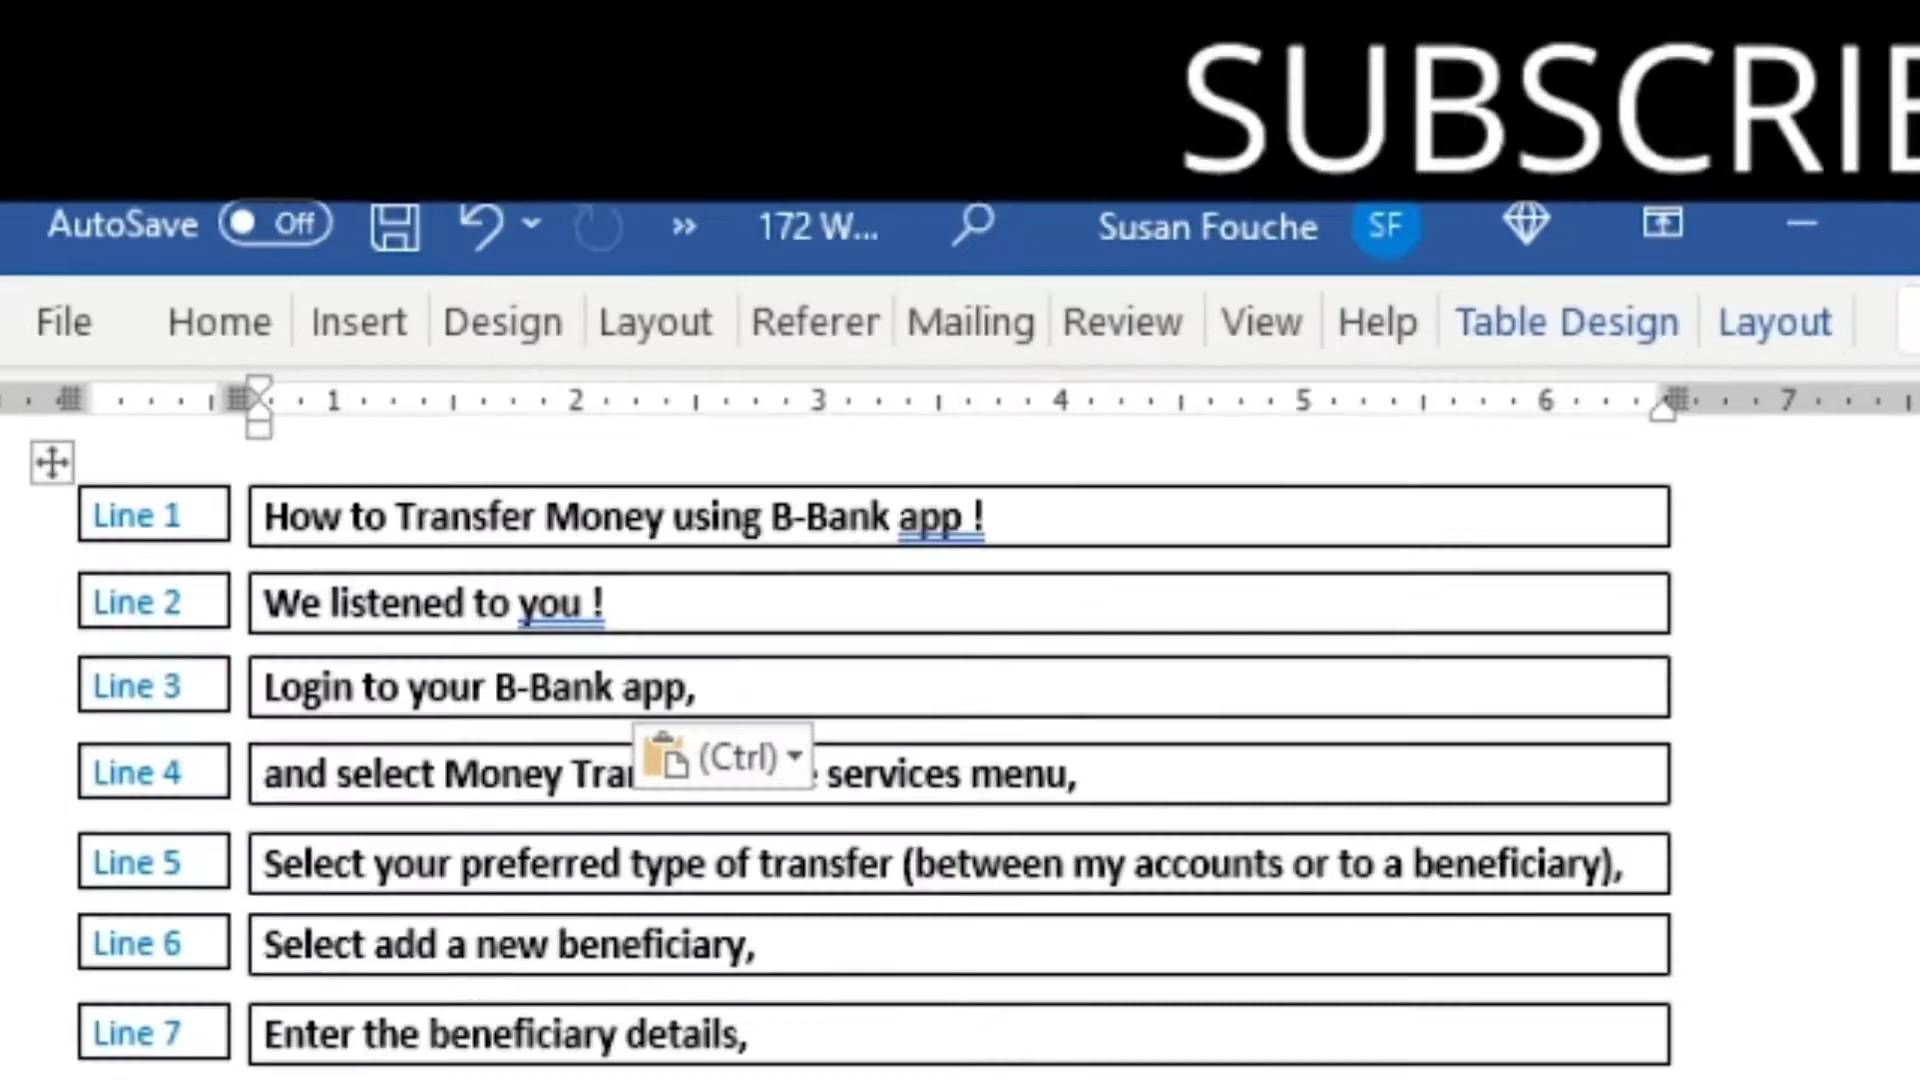 SUBSCRI
AutoSave Off 172 W... Susan Fouche SF
File Home Insert Design Layout Referer Mailing Review View Help Table Design Layout
1 2 3 4 5 6 7
Line 1 How to Transfer Money using B-Bank app !
Line 2 We listened to you !
Line 3 Login to your B-Bank app,
Line 4 and select Money (Ctrl) services menu,
Line 5 Select your preferred type of transfer (between my accounts or to a beneficiary),
Line 6 Select add a new beneficiary,
Line 7 Enter the beneficiary details,